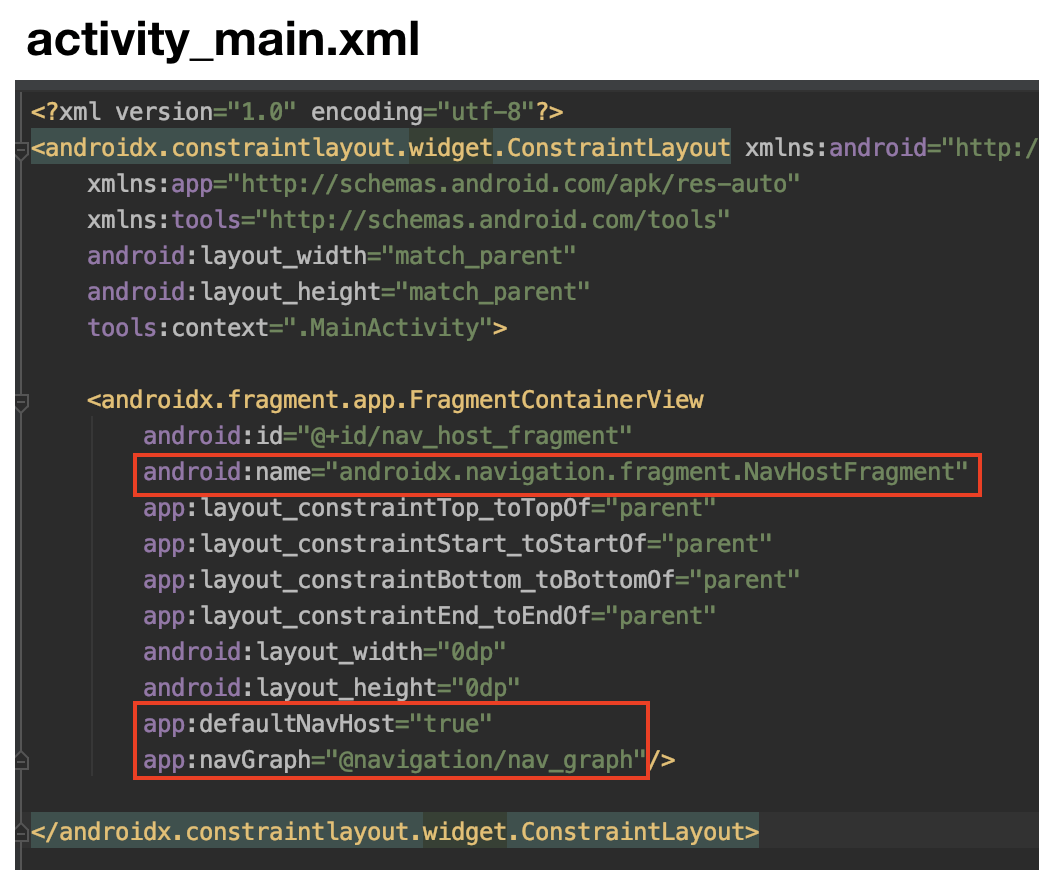 activity_main.xml
<?xml version="1.0" encoding="utf-8"?>
<androidx.constraintlayout.widget.ConstraintLayout xmlns:android="http:/
xmlns:app="http://schemas.android.com/apk/res-auto"
xmlns:tools="http://schemas.android.com/tools"
android:layout_width="match_parent"
android:layout_height="match_parent"
tools:context=".MainActivity">
<androidx.fragment.app.FragmentContainerView
android:id="@+id/nav_host_fragment"
android:name="androidx.navigation.fragment.NavHostFragment"
app:layout_constraintTop_toTopOf="parent"
app:layout_constraintStart_toStartOf="parent"
app:layout_constraintBottom_toBottomOf="parent"
app:layout_constraintEnd_toEndOf="parent"
android:layout_width="0dp"
android:layout_height="0dp"
app:defaultNavHost="true"
app:navGraph="@navigation/nav_graph"/>
</androidx.constraintlayout.widget.ConstraintLayout>